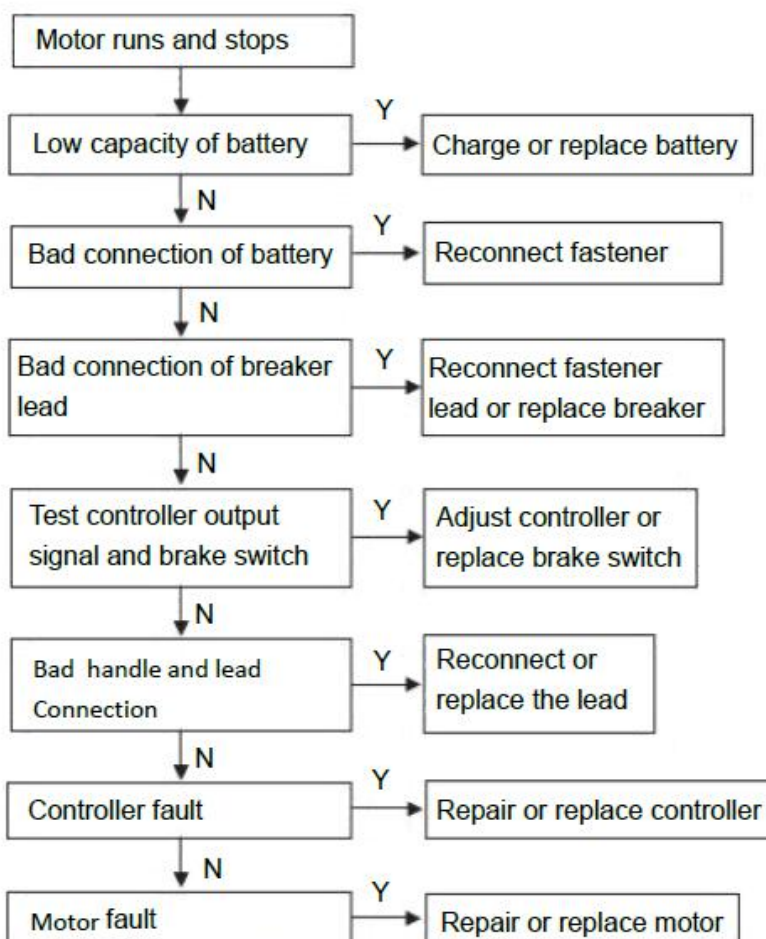 Motor runs and stops
Y
Low capacity of battery
Charge or replace battery
N
Y
Bad connection of battery
Reconnect fastener
N
Bad connection of breaker
lead
Y
Reconnect fastener
lead or replace breaker
N
Test controller output
signal and brake switch
Y
Adjust controller or
replace brake switch
N
Bad handle and lead
Connection
Y
Reconnect or
replace the lead
N
Y
Controller fault
Repair or replace controller
N
Y
Motor fault
Repair or replace motor